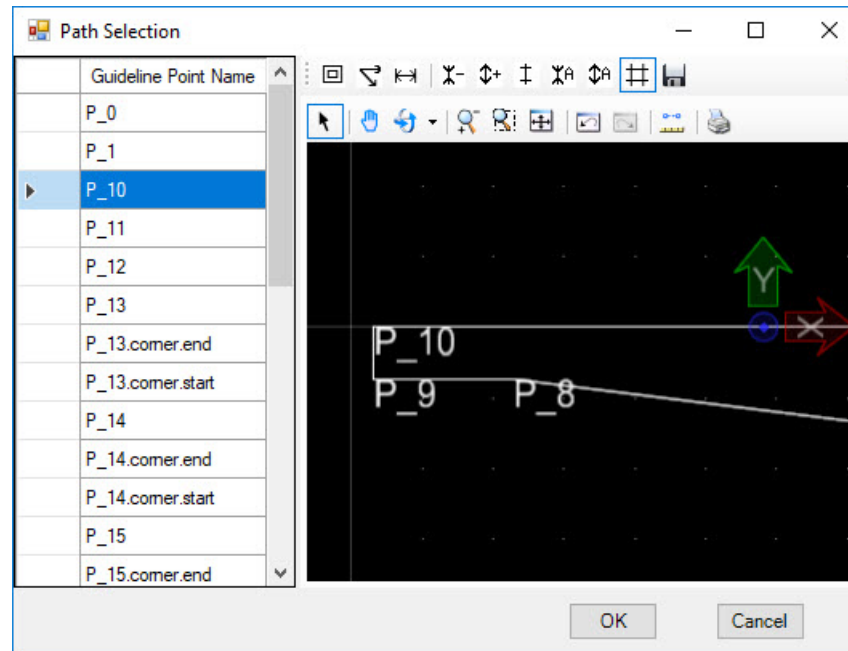 Path Selection
Guideline Point Name
P_0
P_1
P_10
P_11
P_12
P_13
P_13.corner.end
P_13.corner.start
P_14
P_14.corner.end
P_14.corner.start
P_15
P_15.corner.end
Y
X
P_10
P_9
P_8
OK
Cancel